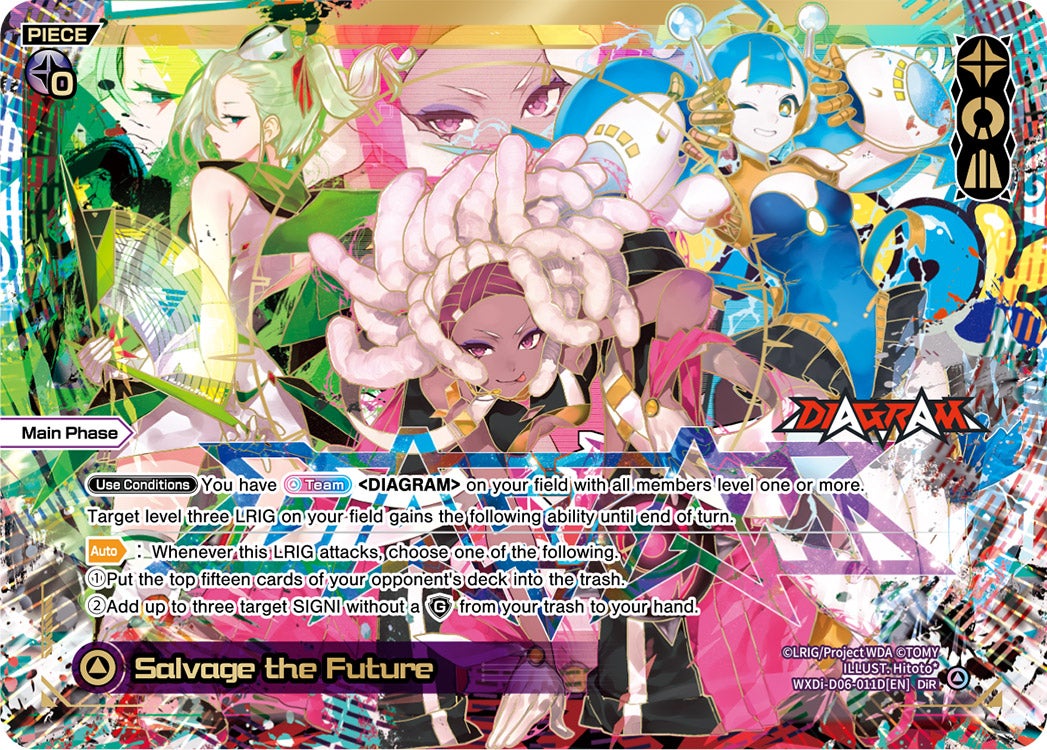 PIECE
0
DIAGRAM
Main Phase
Use Conditions You have Team <DIAGRAM> on your field with all members level one or more.
Target level three LRIG on your field gains the following ability until end of turn.
Auto : Whenever this LRIG attacks, choose one of the following.
①Put the top fifteen cards of your opponent's deck into the trash.
②Add up to three target SIGNI without a G from your trash to your hand.
Salvage the Future
©LRIG/Project WDA ©TOMY
ILLUST. Hitoto*
WXDi-D06-011D[EN] DiR